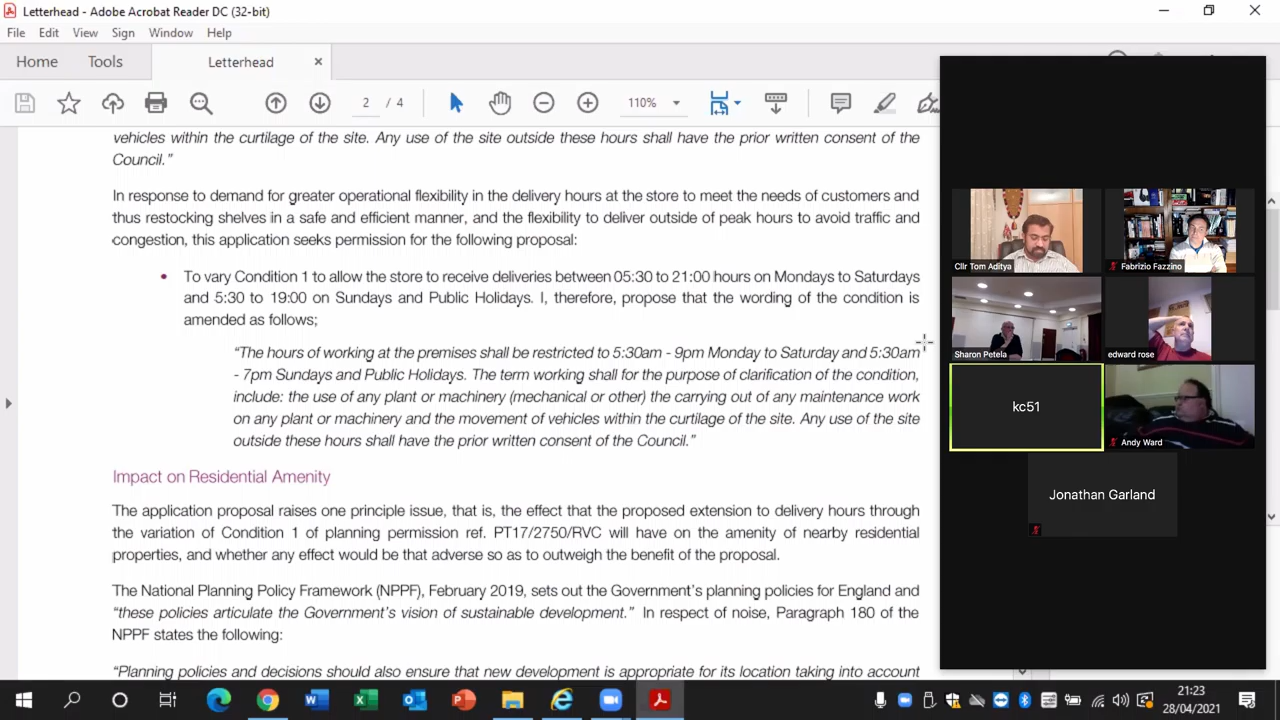 Letterhead - Adobe Acrobat Reader DC (32-bit)
File Edit View Sign Window Help
Home Tools Letterhead ×
2 / 4 110%
vehicles within the curtilage of the site. Any use of the site outside these hours shall have the prior written consent of the
Council.”
In response to demand for greater operational flexibility in the delivery hours at the store to meet the needs of customers and
thus restocking shelves in a safe and efficient manner, and the flexibility to deliver outside of peak hours to avoid traffic and
congestion, this application seeks permission for the following proposal:
• To vary Condition 1 to allow the store to receive deliveries between 05:30 to 21:00 hours on Mondays to Saturdays
and 5:30 to 19:00 on Sundays and Public Holidays. I, therefore, propose that the wording of the condition is
amended as follows;
“The hours of working at the premises shall be restricted to 5:30am - 9pm Monday to Saturday and 5:30am
- 7pm Sundays and Public Holidays. The term working shall for the purpose of clarification of the condition,
include: the use of any plant or machinery (mechanical or other) the carrying out of any maintenance work
on any plant or machinery and the movement of vehicles within the curtilage of the site. Any use of the site
outside these hours shall have the prior written consent of the Council.”
Impact on Residential Amenity
The application proposal raises one principle issue, that is, the effect that the proposed extension to delivery hours through
the variation of Condition 1 of planning permission ref. PT17/2750/RVC will have on the amenity of nearby residential
properties, and whether any effect would be that adverse so as to outweigh the benefit of the proposal.
The National Planning Policy Framework (NPPF), February 2019, sets out the Government’s planning policies for England and
“these policies articulate the Government’s vision of sustainable development.” In respect of noise, Paragraph 180 of the
NPPF states the following:
“Planning policies and decisions should also ensure that new development is appropriate for its location taking into account
Cllr Tom Aditya
Fabrizio Fazzino
Sharon Petela
edward rose
kc51
Andy Ward
Jonathan Garland
21:23
28/04/2021